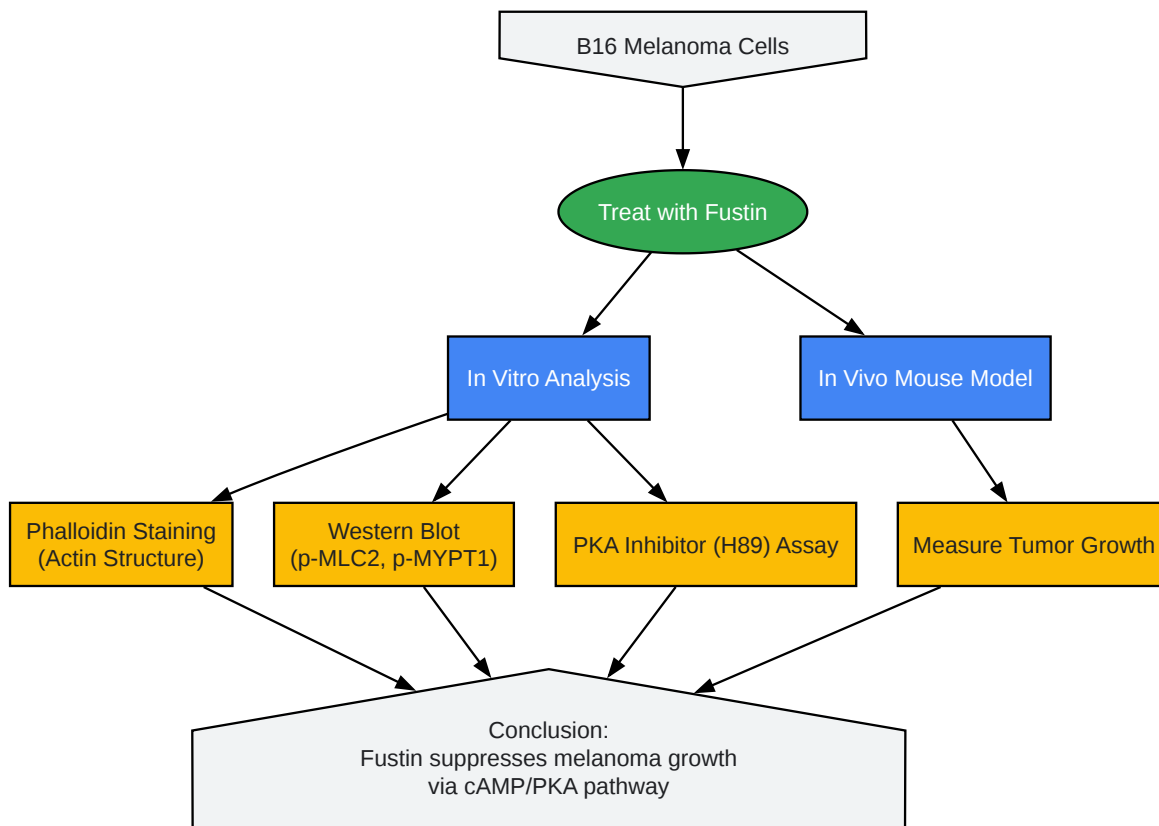 B16 Melanoma Cells
Treat with Fustin
In Vitro Analysis
In Vivo Mouse Model
Phalloidin Staining
(Actin Structure)
Western Blot
(p-MLC2, p-MYPT1)
PKA Inhibitor (H89) Assay
Measure Tumor Growth
Conclusion:
Fustin suppresses melanoma growth
via cAMP/PKA pathway